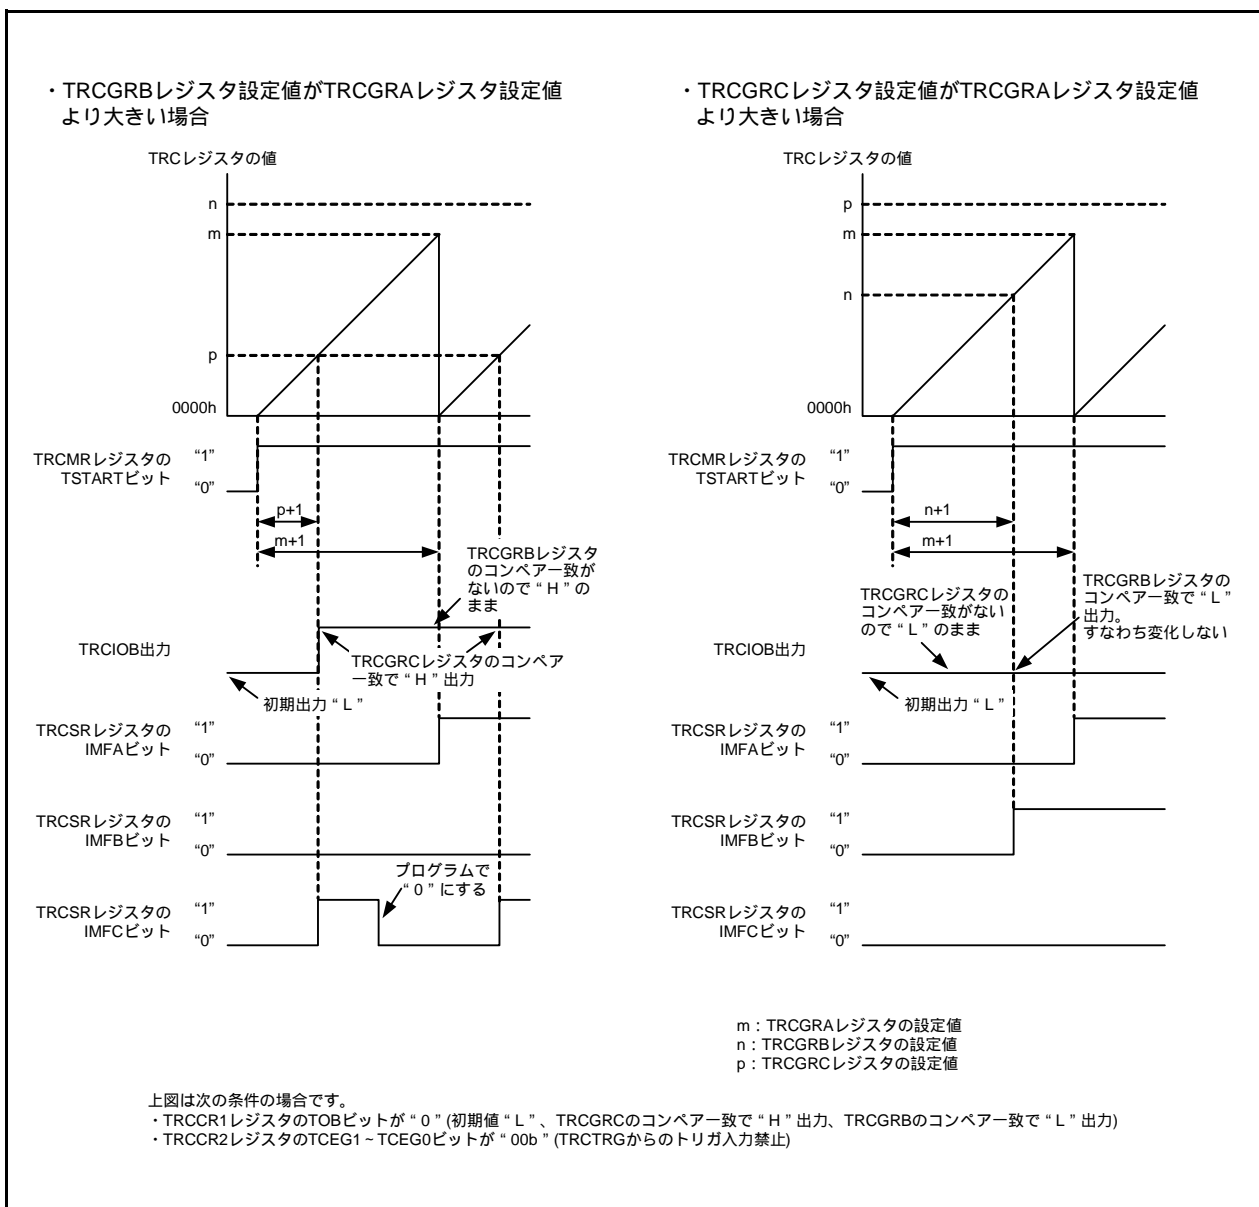 ・TRCGRBレジスタ設定値がTRCGRAレジスタ設定値
より大きい場合
TRCレジスタの値
n
m
p
0000h
TRCMRレジスタの
TSTARTビット
“1”
“0”
p+1
m+1
TRCGRBレジスタ
のコンペア一致が
ないので“H”の
まま
TRCIOB出力
TRCGRCレジスタのコンペア
一致で“H”出力
初期出力“L”
TRCSRレジスタの
IMFAビット
“1”
“0”
TRCSRレジスタの
IMFBビット
“1”
“0”
プログラムで
“0”にする
TRCSRレジスタの
IMFCビット
“1”
“0”
・TRCGRCレジスタ設定値がTRCGRAレジスタ設定値
より大きい場合
TRCレジスタの値
p
m
n
0000h
TRCMRレジスタの
TSTARTビット
“1”
“0”
n+1
m+1
TRCGRCレジスタの
コンペア一致がない
ので“L”のまま
TRCGRBレジスタの
コンペア一致で“L”
出力。
すなわち変化しない
TRCIOB出力
初期出力“L”
TRCSRレジスタの
IMFAビット
“1”
“0”
TRCSRレジスタの
IMFBビット
“1”
“0”
TRCSRレジスタの
IMFCビット
“1”
“0”
m：TRCGRAレジスタの設定値
n：TRCGRBレジスタの設定値
p：TRCGRCレジスタの設定値
上図は次の条件の場合です。
・TRCCR1レジスタのTOBビットが“0”(初期値“L”、TRCGRCのコンペア一致で“H”出力、TRCGRBのコンペア一致で“L”出力)
・TRCCR2レジスタのTCEG1～TCEG0ビットが“00b”(TRCTRGからのトリガ入力禁止)